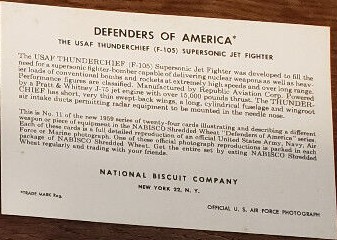 DEFENDERS OF AMERICA*
THE USAF THUNDERCHIEF (F-105) SUPERSONIC JET FIGHTER
The USAF THUNDERCHIEF (F-105) Supersonic Jet Fighter was developed to fill the
need for a supersonic fighter-bomber capable of delivering nuclear weapons as well as heav-
ier loads of conventional bombs and rockets at extremely high speeds and over long range.
Performance figures are classified. Manufactured by Republic Aviation Corp. Powered
by a Pratt & Whitney J-75 jet engine with over 15,000 pounds thrust. The THUNDER-
CHIEF has short, very thin swept-back wings, a long, cylindrical fuselage and wingroot
air intake ducts permitting radar equipment to be mounted in the needle nose.
This is No. 11 of the new 1959 series of twenty-four cards illustrating and describing a different
weapon or piece of equipment in the NABISCO Shredded Wheat "Defenders of America" series.
Each of these cards is a full detailed reproduction of an official United States Army, Navy, Air
Force or Marine photograph. One of these official photograph reproductions is packed in each
package of NABISCO Shredded Wheat. Get the entire set by eating NABISCO Shredded
Wheat regularly and trading with your friends.
NATIONAL BISCUIT COMPANY
NEW YORK 22, N. Y.
*TRADE MARK Reg.
OFFICIAL U. S. AIR FORCE PHOTOGRAPH